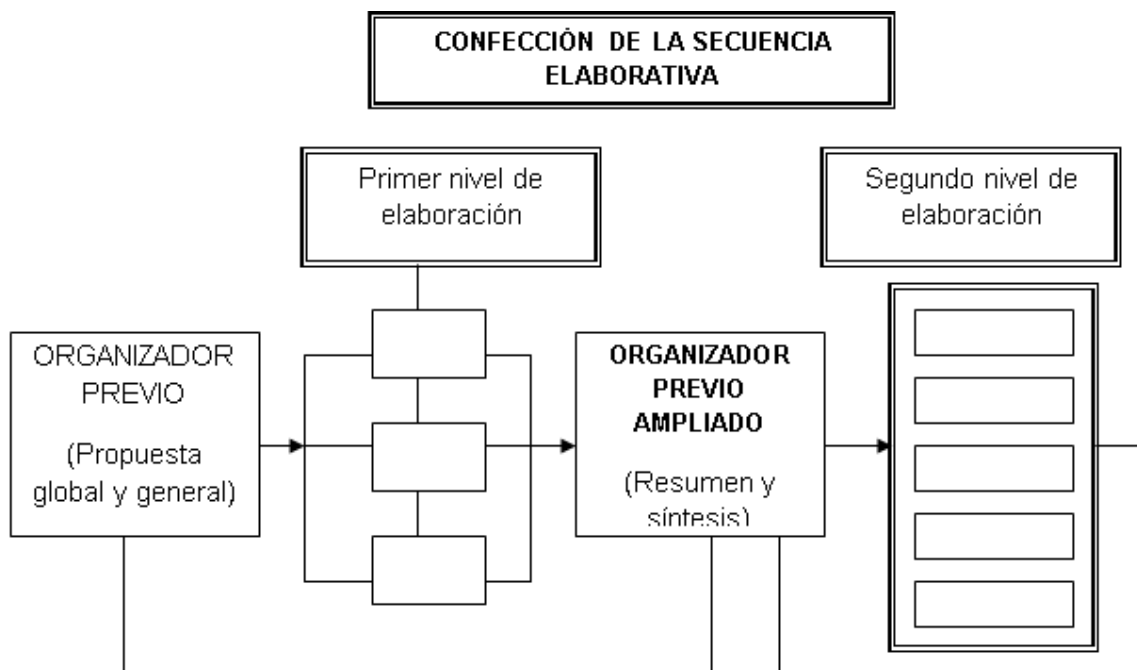 CONFECCIÓN DE LA SECUENCIA
ELABORATIVA
Primer nivel de
elaboración
Segundo nivel de
elaboración
ORGANIZADOR
PREVIO
(Propuesta
global y general)
ORGANIZADOR
PREVIO
AMPLIADO
(Resumen y
síntesis)